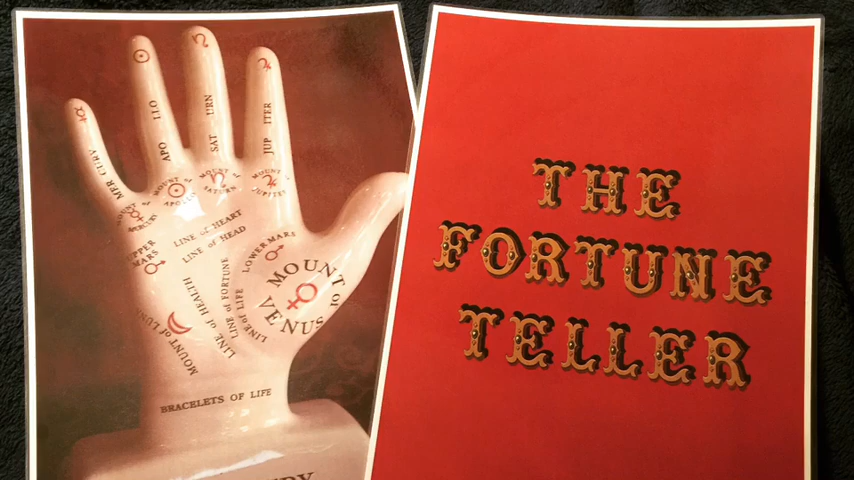 MERCURY
APOLLO
SATURN
JUPITER
MOUNT of MERCURY
MOUNT of APOLLO
MOUNT of SATURN
MOUNT of JUPITER
UPPER MARS
LINE of HEART
LINE of HEAD
LOWER MARS
MOUNT of VENUS
MOUNT of LUNA
LINE of HEALTH
LINE of FORTUNE
LINE of LIFE
BRACELETS OF LIFE
THE
FORTUNE
TELLER